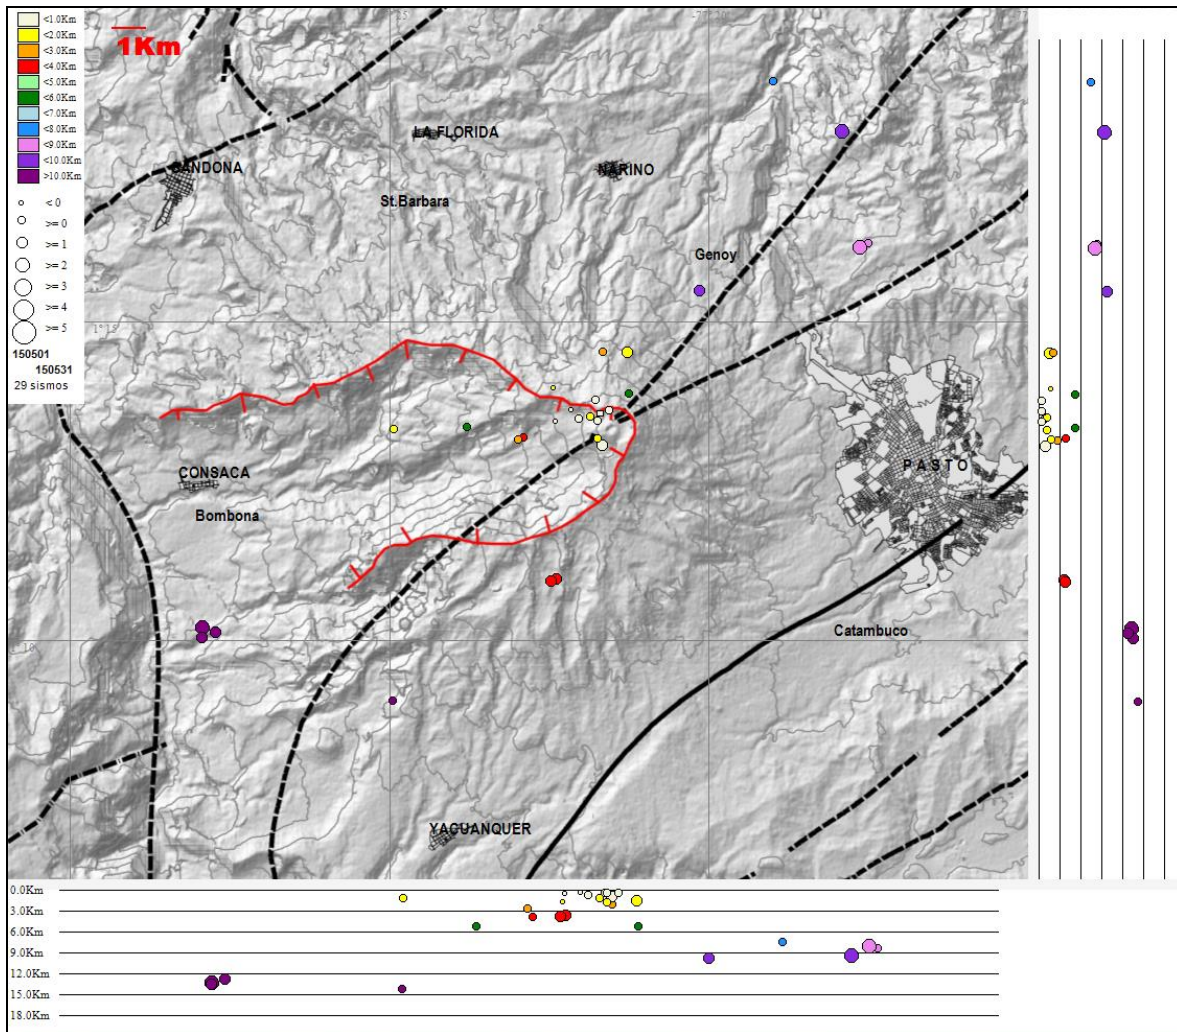 <1.0Km
<2.0Km
<3.0Km
<4.0Km
<5.0Km
<6.0Km
<7.0Km
<8.0Km
<9.0Km
<10.0Km
>10.0Km
< 0
>= 0
>= 1
>= 2
>= 3
>= 4
>= 5
150501
150531
29 sismos
1Km
LA FLORIDA
SANDONA
NARINO
St.Barbara
Genoy
1°15
PASTO
CONSACA
Bombona
Catambuco
YACUANQUER
0.0Km
3.0Km
6.0Km
9.0Km
12.0Km
15.0Km
18.0Km